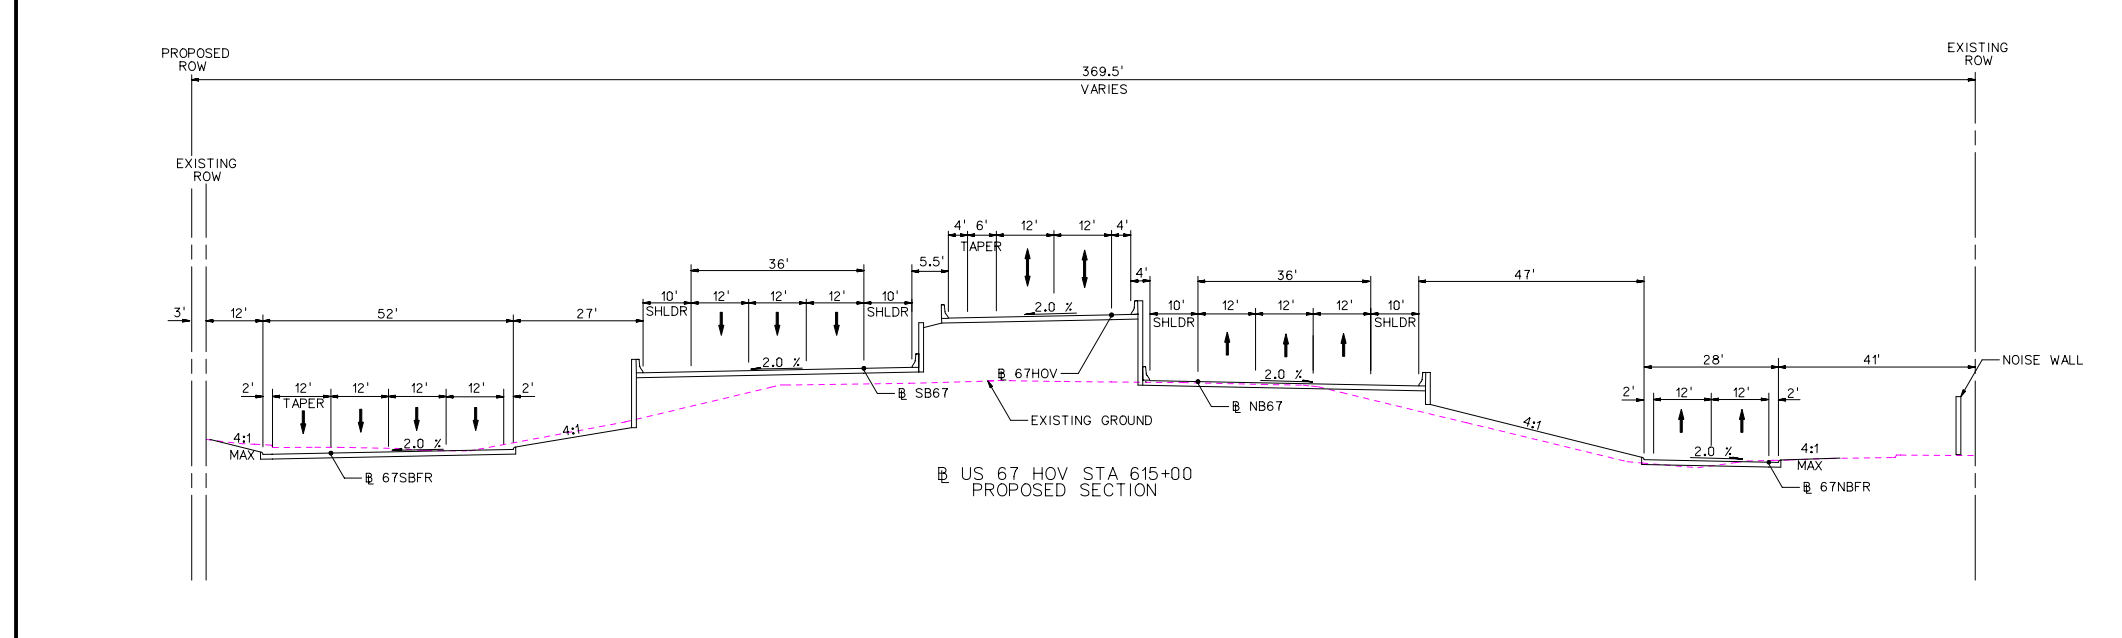 PROPOSED
ROW
EXISTING
ROW
369.5'
VARIES
EXISTING
ROW
4' 6' 12' 12' 4'
TAPER
36' 5.5' 4' 36' 47'
10' 12' 12' 12' 10'
SHLDR SHLDR
2.0 %
10' 12' 12' 12' 10'
SHLDR SHLDR
3' 12' 52' 27'
2.0 %
2.0 %
28' 41'
NOISE WALL
2' 12' 12' 12' 12' 2'
TAPER
℄ 67HOV
℄ SB67
℄ NB67
EXISTING GROUND
2' 12' 12' 2'
4:1
MAX
2.0 %
4:1
4:1
2.0 %
4:1
MAX
℄ 67SBFR
℄ US 67 HOV STA 615+00
PROPOSED SECTION
℄ 67NBFR